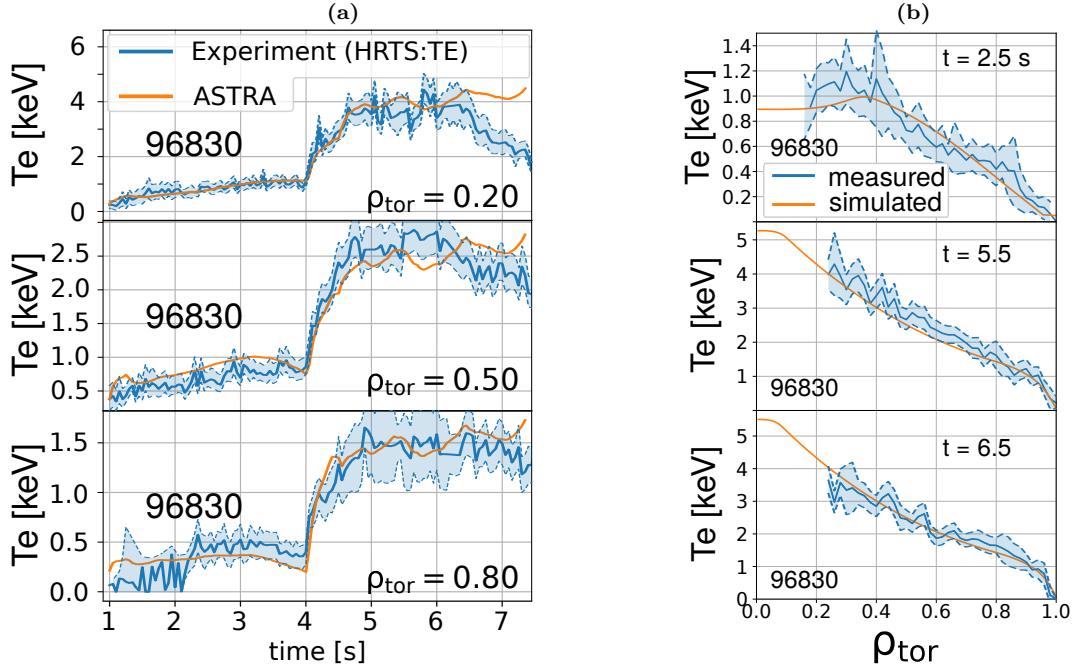 (a)
Te [keV]
6
4
2
0
Experiment (HRTS:TE)
ASTRA
96830
ρtor = 0.20
Te [keV]
2.5
2.0
1.5
1.0
0.5
96830
ρtor = 0.50
Te [keV]
1.5
1.0
0.5
0.0
96830
ρtor = 0.80
1 2 3 4 5 6 7
time [s]
(b)
Te [keV]
1.4
1.2
1.0
0.8
0.6
0.4
0.2
t = 2.5 s
96830
measured
simulated
Te [keV]
5
4
3
2
1
t = 5.5
96830
Te [keV]
5
4
3
2
1
0
t = 6.5
96830
0.0 0.2 0.4 0.6 0.8 1.0
ρtor